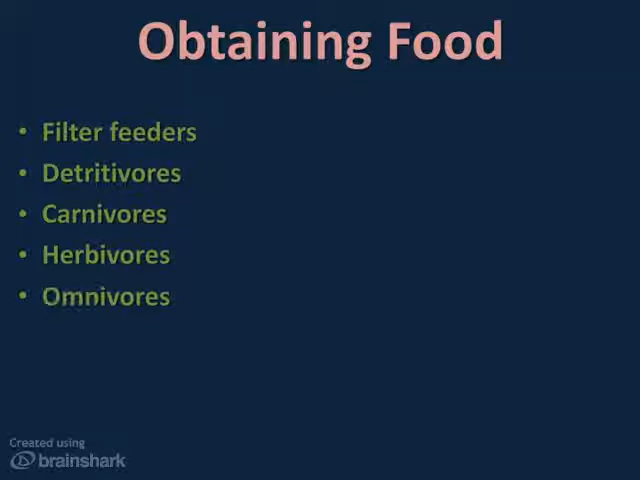 Obtaining Food
• Filter feeders
• Detritivores
• Carnivores
• Herbivores
• Omnivores
Created using
brainshark